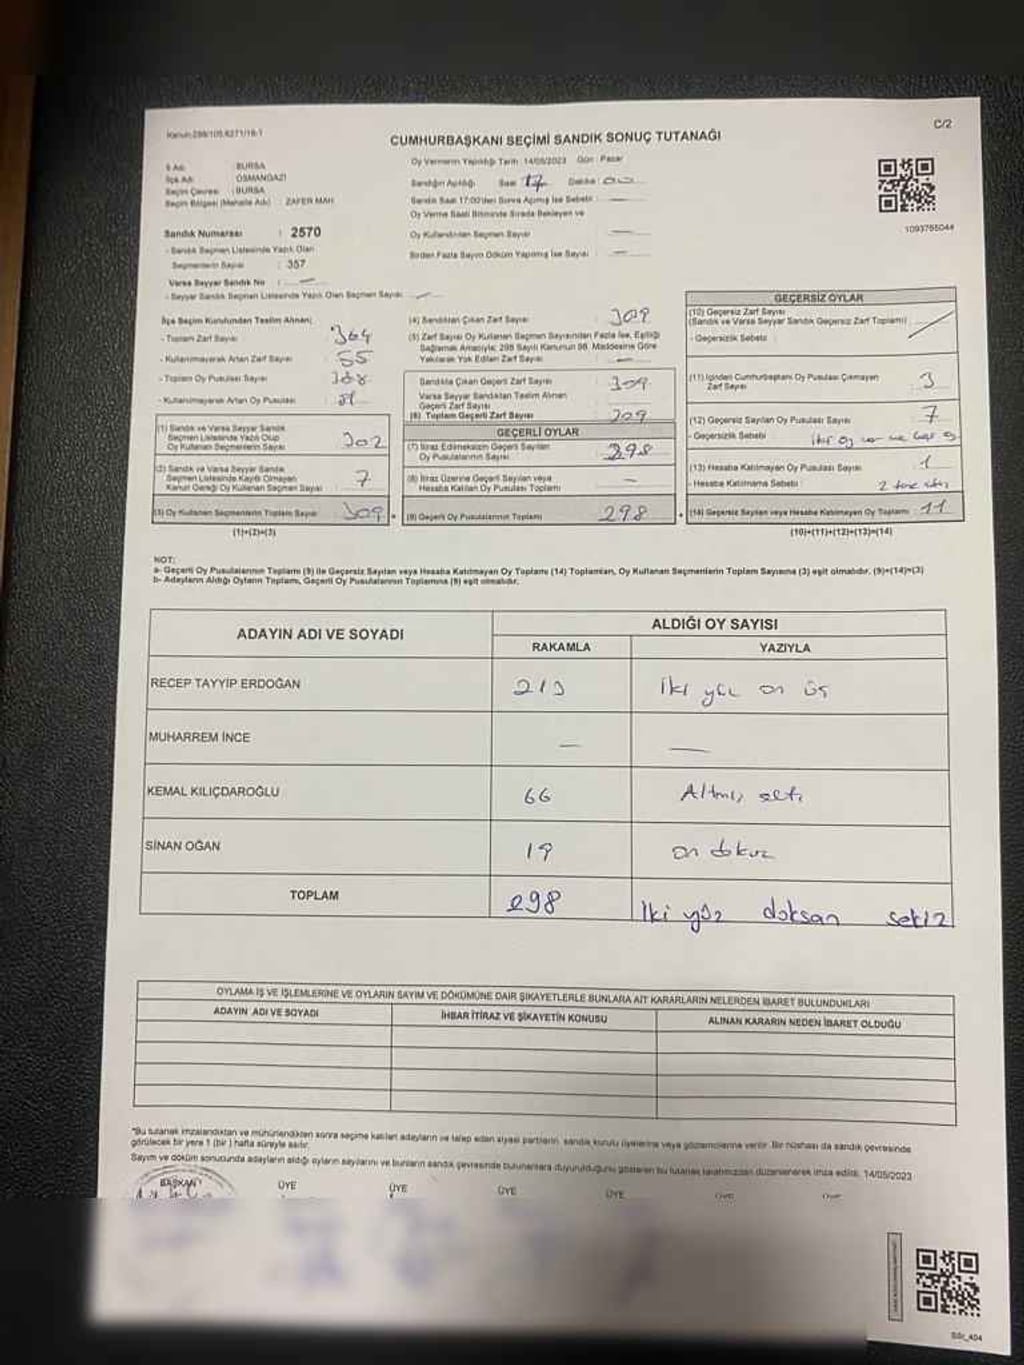 Kanun:298/105,6271/18-1
C/2
CUMHURBAŞKANI SEÇİMİ SANDIK SONUÇ TUTANAĞI
İl Adı : BURSA
İlçe Adı : OSMANGAZİ
Seçim Çevresi : BURSA
Seçim Bölgesi (Mahalle Adı) : ZAFER MAH.
Oy Vermenin Yapıldığı Tarih : 14/05/2023 Gün : Pazar
Sandığın Açıldığı Saat : 17 Dakika : 00
Sandık Saat 17:00'den Sonra Açılmış İse Sebebi : —
Oy Verme Saati Bitiminde Sırada Bekleyen ve
Oy Kullandırılan Seçmen Sayısı : —
Birden Fazla Sayım Döküm Yapılmış İse Sayısı : —
1093765044
Sandık Numarası : 2570
- Sandık Seçmen Listesinde Yazılı Olan
Seçmenlerin Sayısı : 357
Varsa Seyyar Sandık No : —
- Seyyar Sandık Seçmen Listesinde Yazılı Olan Seçmen Sayısı: —
İlçe Seçim Kurulundan Teslim Alınan;
- Toplam Zarf Sayısı : 364
- Kullanılmayarak Artan Zarf Sayısı : 55
- Toplam Oy Pusulası Sayısı :
- Kullanılmayarak Artan Oy Pusulası :
(1) Sandık ve Varsa Seyyar Sandık
Seçmen Listesinde Yazılı Olup
Oy Kullanan Seçmenlerin Sayısı : 302
(2) Sandık ve Varsa Seyyar Sandık
Seçmen Listesinde Kayıtlı Olmayan
Kanun Gereği Oy Kullanan Seçmen Sayısı : 7
(3) Oy Kullanan Seçmenlerin Toplam Sayısı : 309
(1)+(2)=(3)
(4) Sandıktan Çıkan Zarf Sayısı : 309
(5) Zarf Sayısı Oy Kullanan Seçmen Sayısından Fazla İse, Eşitliği
Sağlamak Amacıyla; 298 Sayılı Kanunun 98. Maddesine Göre
Yakılarak Yok Edilen Zarf Sayısı : —
Sandıkta Çıkan Geçerli Zarf Sayısı : 309
Varsa Seyyar Sandıktan Teslim Alınan
Geçerli Zarf Sayısı :
(6) Toplam Geçerli Zarf Sayısı : 309
GEÇERLİ OYLAR
(7) İtiraz Edilmeksizin Geçerli Sayılan
Oy Pusulalarının Sayısı : 298
(8) İtiraz Üzerine Geçerli Sayılan veya
Hesaba Katılan Oy Pusulası Toplamı : —
(9) Geçerli Oy Pusulalarının Toplamı : 298
GEÇERSİZ OYLAR
(10) Geçersiz Zarf Sayısı
(Sandık ve Varsa Seyyar Sandık Geçersiz Zarf Toplamı)
- Geçersizlik Sebebi :
(11) İçinden Cumhurbaşkanı Oy Pusulası Çıkmayan
Zarf Sayısı : 3
(12) Geçersiz Sayılan Oy Pusulası Sayısı : 7
- Geçersizlik Sebebi :
(13) Hesaba Katılmayan Oy Pusulası Sayısı : 1
- Hesaba Katılmama Sebebi :
(14) Geçersiz Sayılan veya Hesaba Katılmayan Oy Toplamı : 11
(10)+(11)+(12)+(13)=(14)
NOT:
a- Geçerli Oy Pusulasının Toplamı (9) ile Geçersiz Sayılan veya Hesaba Katılmayan Oy Toplamı (14) Toplamları, Oy Kullanan Seçmenlerin Toplam Sayısına (3) eşit olmalıdır. (9)+(14)=(3)
b- Adayların Aldığı Oyların Toplamı, Geçerli Oy Pusulalarının Toplamına (9) eşit olmalıdır.
ADAYIN ADI VE SOYADI ALDIĞI OY SAYISI
RAKAMLA YAZIYLA
RECEP TAYYİP ERDOĞAN 213 iki yüz on üç
MUHARREM İNCE — —
KEMAL KILIÇDAROĞLU 66 Altmış altı
SİNAN OĞAN 19 on dokuz
TOPLAM 298 İki yüz doksan sekiz
OYLAMA İŞ VE İŞLEMLERİNE VE OYLARIN SAYIM VE DÖKÜMÜNE DAİR ŞİKAYETLERLE BUNLARA AİT KARARLARIN NELERDEN İBARET BULUNDUKLARI
ADAYIN ADI VE SOYADI İHBAR İTİRAZ VE ŞİKAYETİN KONUSU ALINAN KARARIN NEDEN İBARET OLDUĞU
*Bu tutanak imzalandıktan ve mühürlendikten sonra seçime katılan adayların ve talep eden siyasi partilerin, sandık kurulu üyelerine veya gözlemcilerine verilir. Bir nüshası da sandık çevresinde
görülecek bir yere 1 (bir) hafta süreyle asılır.
Sayım ve döküm sonucunda adayların aldığı oyların sayılarını ve bunların sandık çevresinde bulunanlara duyurulduğunu gösteren bu tutanak tarafımızdan düzenlenerek imza edildi. 14/05/2023
BAŞKAN ÜYE ÜYE ÜYE ÜYE ÜYE ÜYE